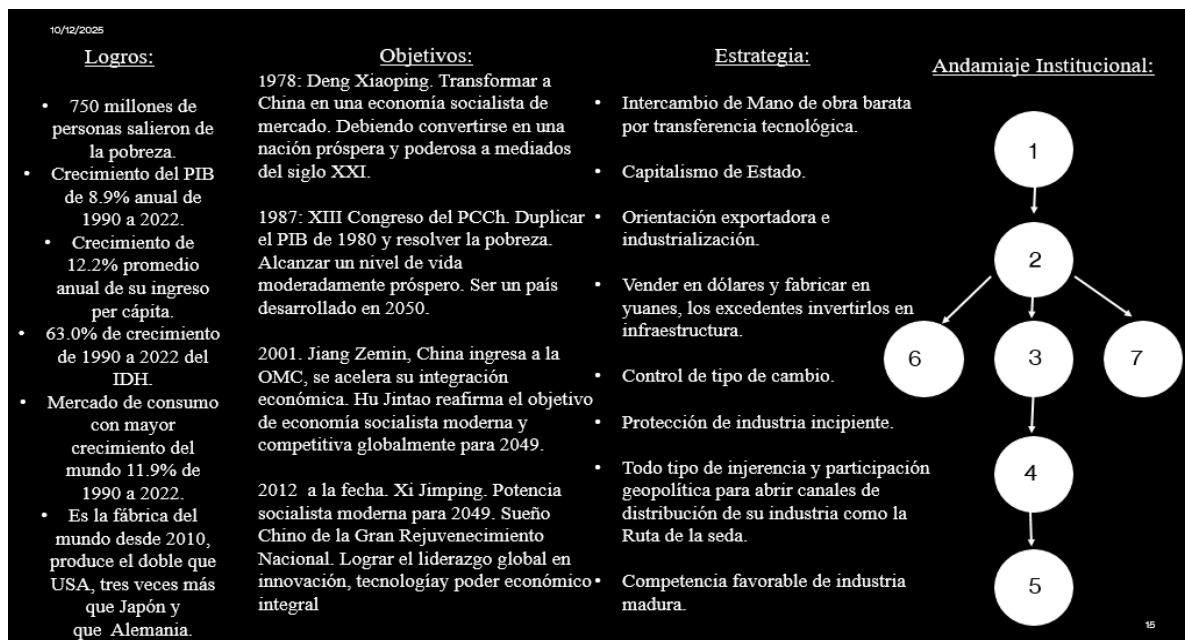 10/12/2025
Logros:
• 750 millones de
personas salieron de
la pobreza.
• Crecimiento del PIB
de 8.9% anual de
1990 a 2022.
• Crecimiento de
12.2% promedio
anual de su ingreso
per cápita.
• 63.0% de crecimiento
de 1990 a 2022 del
IDH.
• Mercado de consumo
con mayor
crecimiento del
mundo 11.9% de
1990 a 2022.
• Es la fábrica del
mundo desde 2010,
produce el doble que
USA, tres veces más
que Japón y
que Alemania.
Objetivos:
1978: Deng Xiaoping. Transformar a
China en una economía socialista de
mercado. Debiendo convertirse en una
nación próspera y poderosa a mediados
del siglo XXI.
1987: XIII Congreso del PCCh. Duplicar
el PIB de 1980 y resolver la pobreza.
Alcanzar un nivel de vida
moderadamente próspero. Ser un país
desarrollado en 2050.
2001. Jiang Zemin, China ingresa a la
OMC, se acelera su integración
económica. Hu Jintao reafirma el objetivo
de economía socialista moderna y
competitiva globalmente para 2049.
2012 a la fecha. Xi Jimping. Potencia
socialista moderna para 2049. Sueño
Chino de la Gran Rejuvenecimiento
Nacional. Lograr el liderazgo global en
innovación, tecnologíay poder económico
integral
Estrategia:
• Intercambio de Mano de obra barata
por transferencia tecnológica.
• Capitalismo de Estado.
• Orientación exportadora e
industrialización.
• Vender en dólares y fabricar en
yuanes, los excedentes invertirlos en
infraestructura.
• Control de tipo de cambio.
• Protección de industria incipiente.
• Todo tipo de injerencia y participación
geopolítica para abrir canales de
distribución de su industria como la
Ruta de la seda.
• Competencia favorable de industria
madura.
Andamiaje Institucional:
1
2
6 3 7
4
5
15